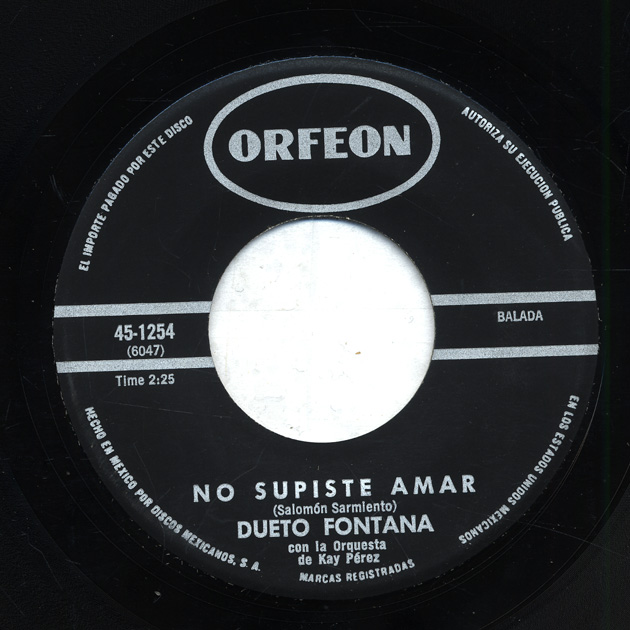 ORFEON
EL IMPORTE PAGADO POR ESTE DISCO
AUTORIZA SU EJECUCION PUBLICA
45-1254
(6047)
Time 2:25
BALADA
HECHO EN MEXICO POR DISCOS MEXICANOS, S. A.
EN LOS ESTADOS UNIDOS MEXICANOS
NO SUPISTE AMAR
(Salomón Sarmiento)
DUETO FONTANA
con la Orquesta
de Kay Pérez
MARCAS REGISTRADAS